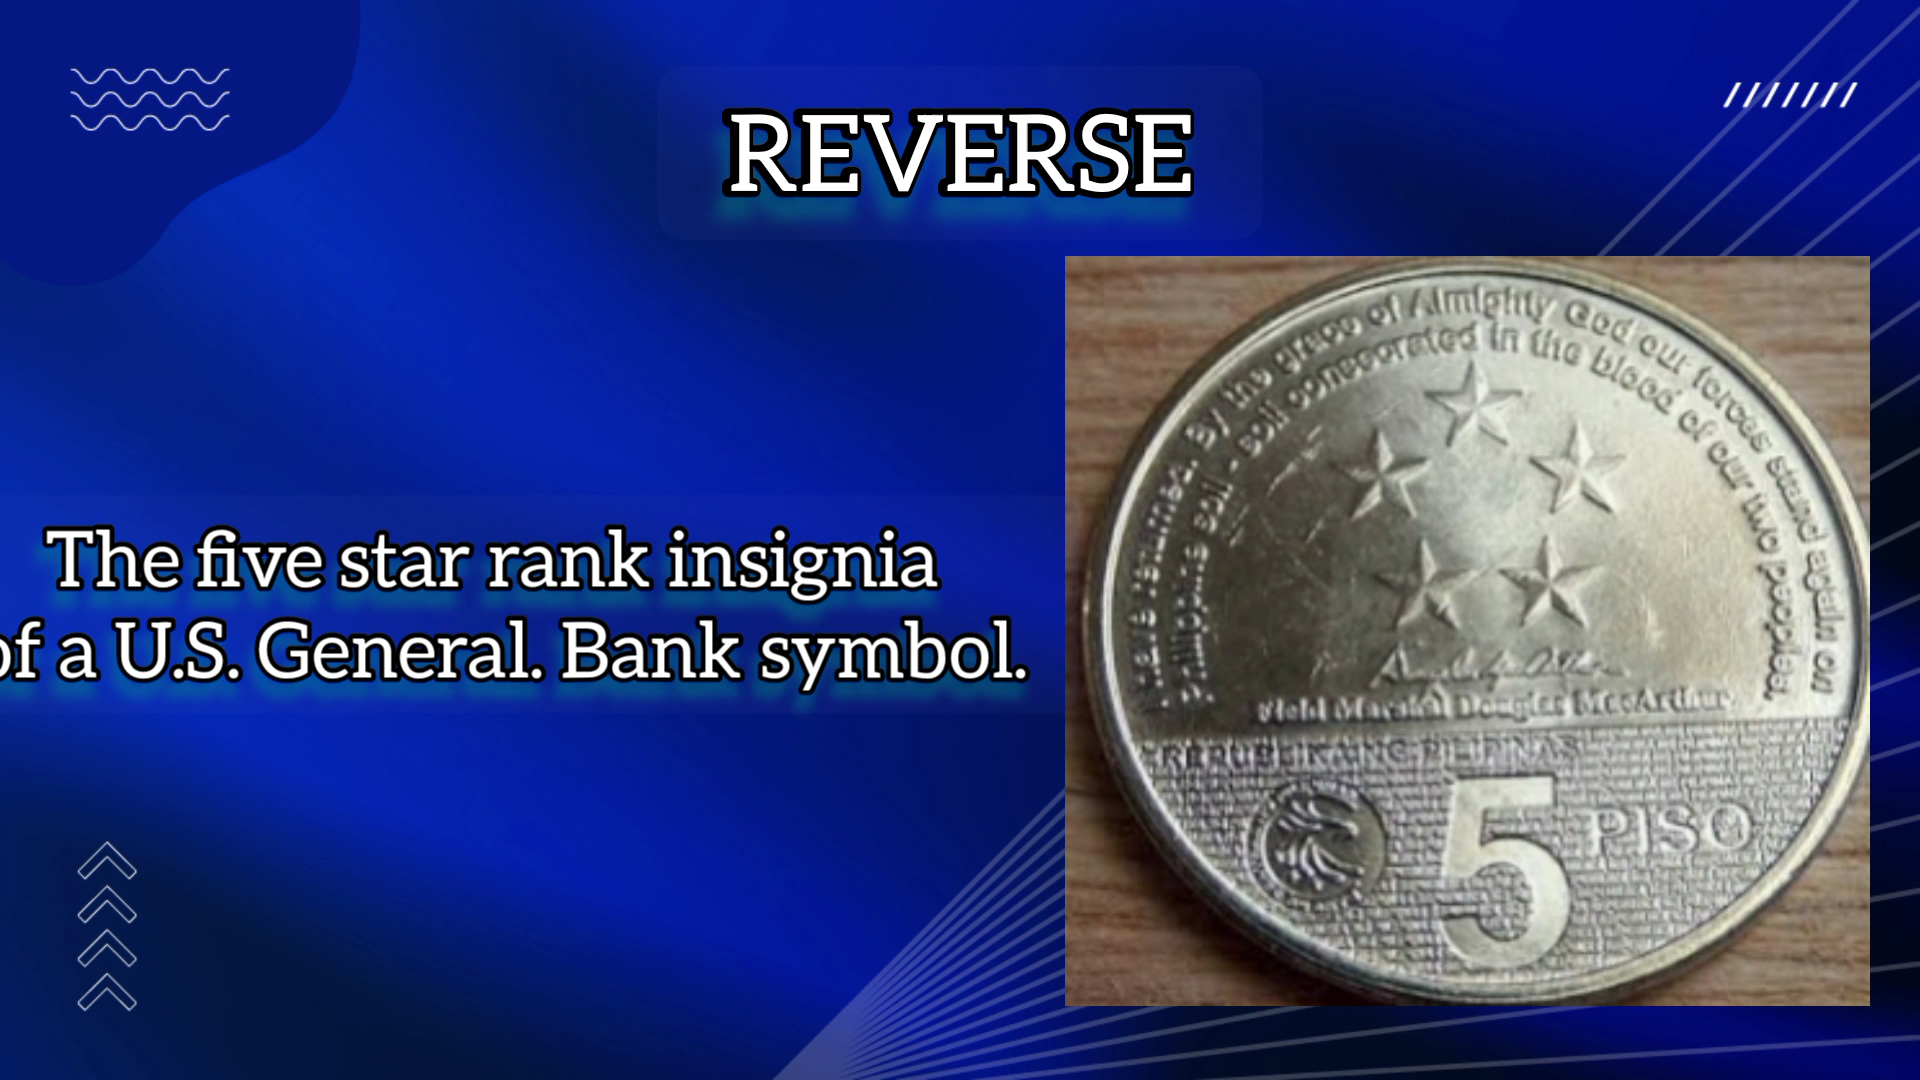 REVERSE
The five star rank insignia
of a U.S. General. Bank symbol.
I Have Returned. By the grace of Almighty God our forces stand again on
Philippine soil - soil consecrated in the blood of our two peoples.
Field Marshal Douglas MacArthur
REPUBLIKA NG PILIPINAS
5 PISO